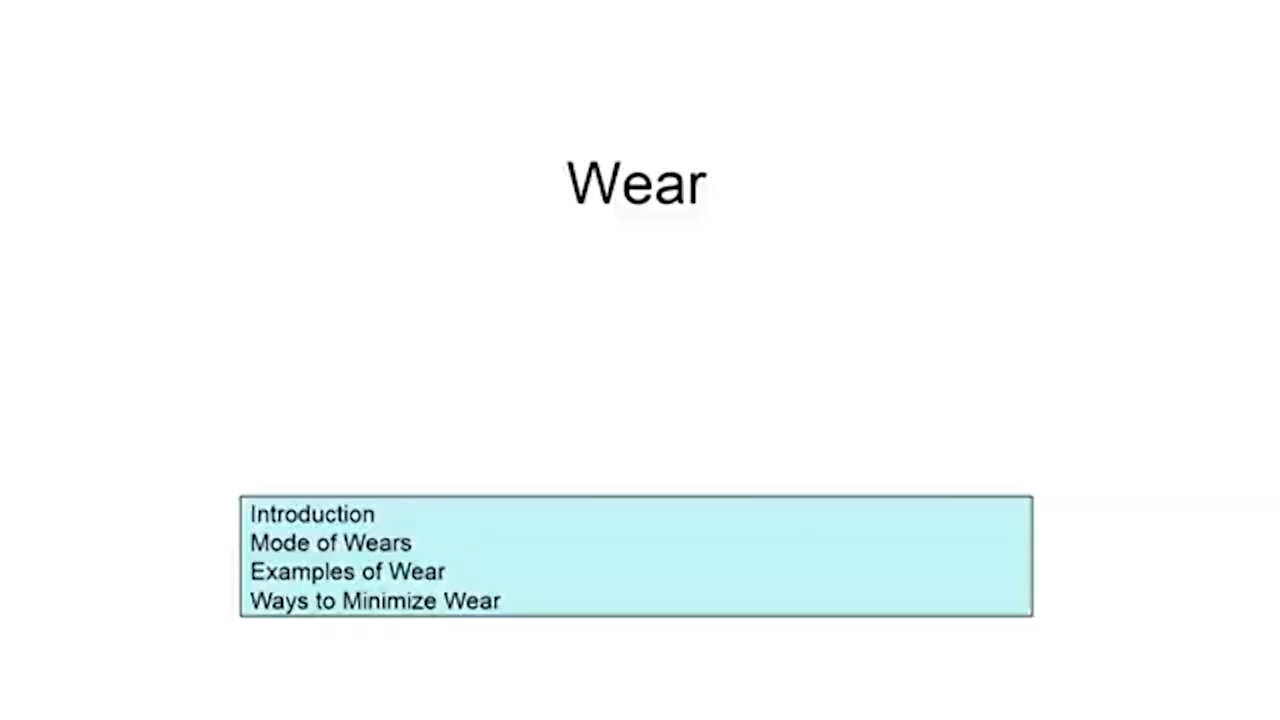 Wear
Introduction
Mode of Wears
Examples of Wear
Ways to Minimize Wear